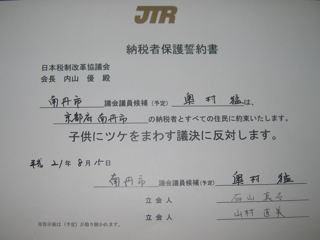 JTR
納税者保護誓約書
日本税制改革協議会
会長 内山 優 殿
南丹市 議会議員候補(予定) 奥村 猛は、
京都府 南丹市 の納税者とすべての住民に約束いたします。
子供にツケをまわす議決に反対します。
平成 21年 8月 15日
南丹市 議会議員候補(予定) 奥村 猛
立会人
立会人 山村